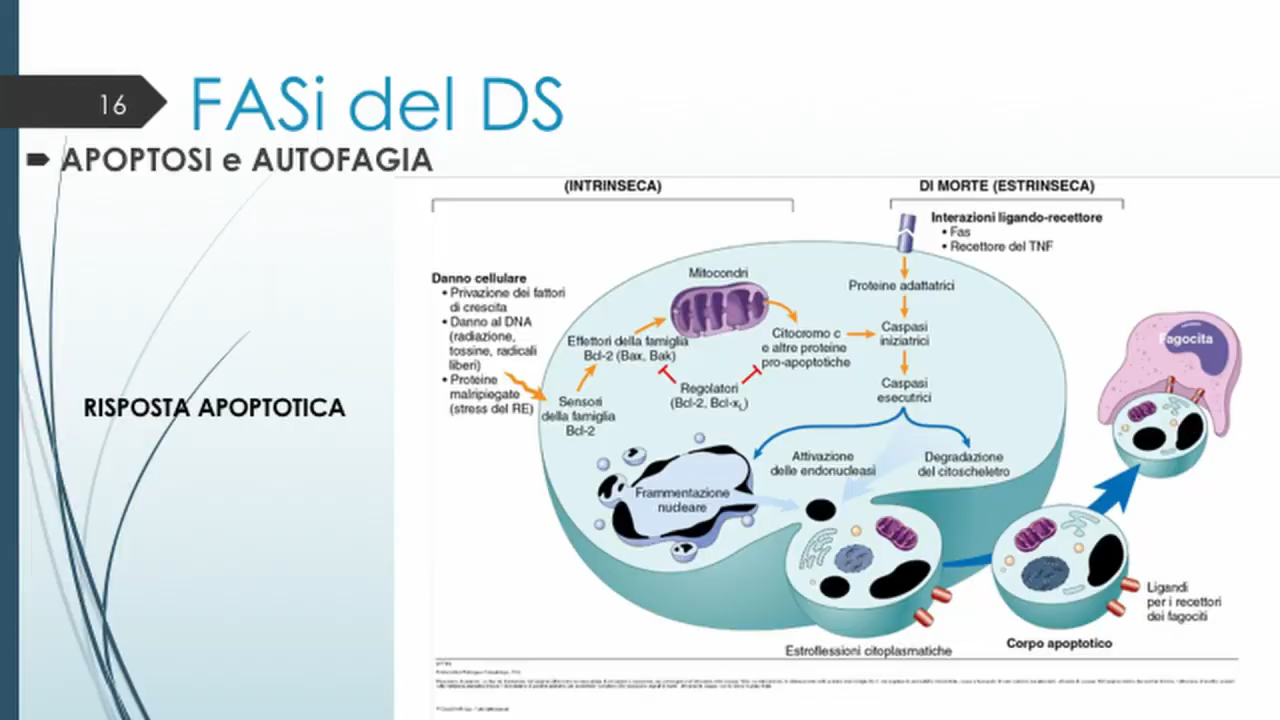 16
FASi del DS
APOPTOSI e AUTOFAGIA
RISPOSTA APOPTOTICA
(INTRINSECA)
DI MORTE (ESTRINSECA)
Interazioni ligando-recettore
• Fas
• Recettore del TNF
Danno cellulare
• Privazione dei fattori
di crescita
• Danno al DNA
(radiazione,
tossine, radicali
liberi)
• Proteine
malripiegate
(stress del RE)
Mitocondri
Proteine adattatrici
Effettori della famiglia
Bcl-2 (Bax, Bak)
Citocromo c
e altre proteine
pro-apoptotiche
Caspasi
iniziatrici
Sensori
della famiglia
Bcl-2
Regolatori
(Bcl-2, Bcl-xL)
Caspasi
esecutrici
Fagocita
Attivazione
delle endonucleasi
Degradazione
del citoscheletro
Frammentazione
nucleare
Ligandi
per i recettori
dei fagociti
Estroflessioni citoplasmatiche
Corpo apoptotico